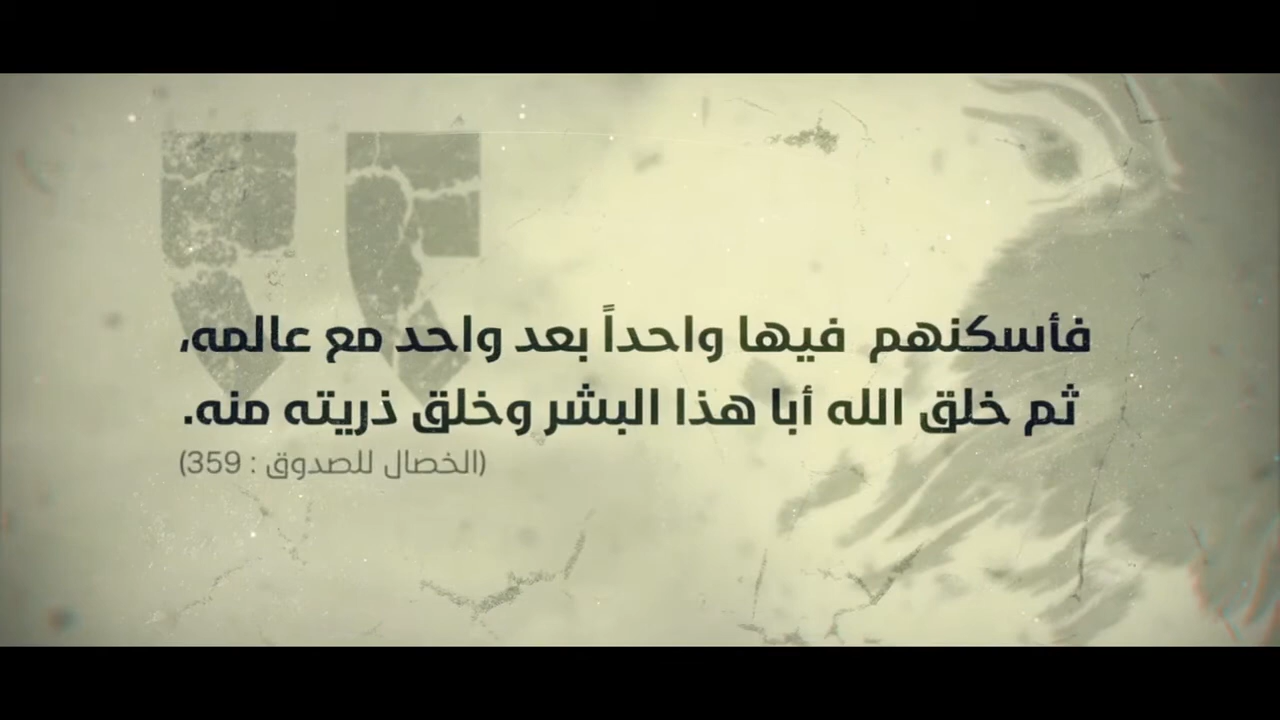 فأسكنهم فيها واحداً بعد واحد مع عالمه،
ثم خلق الله أبا هذا البشر وخلق ذريته منه.
(الخصال للصدوق : 359)